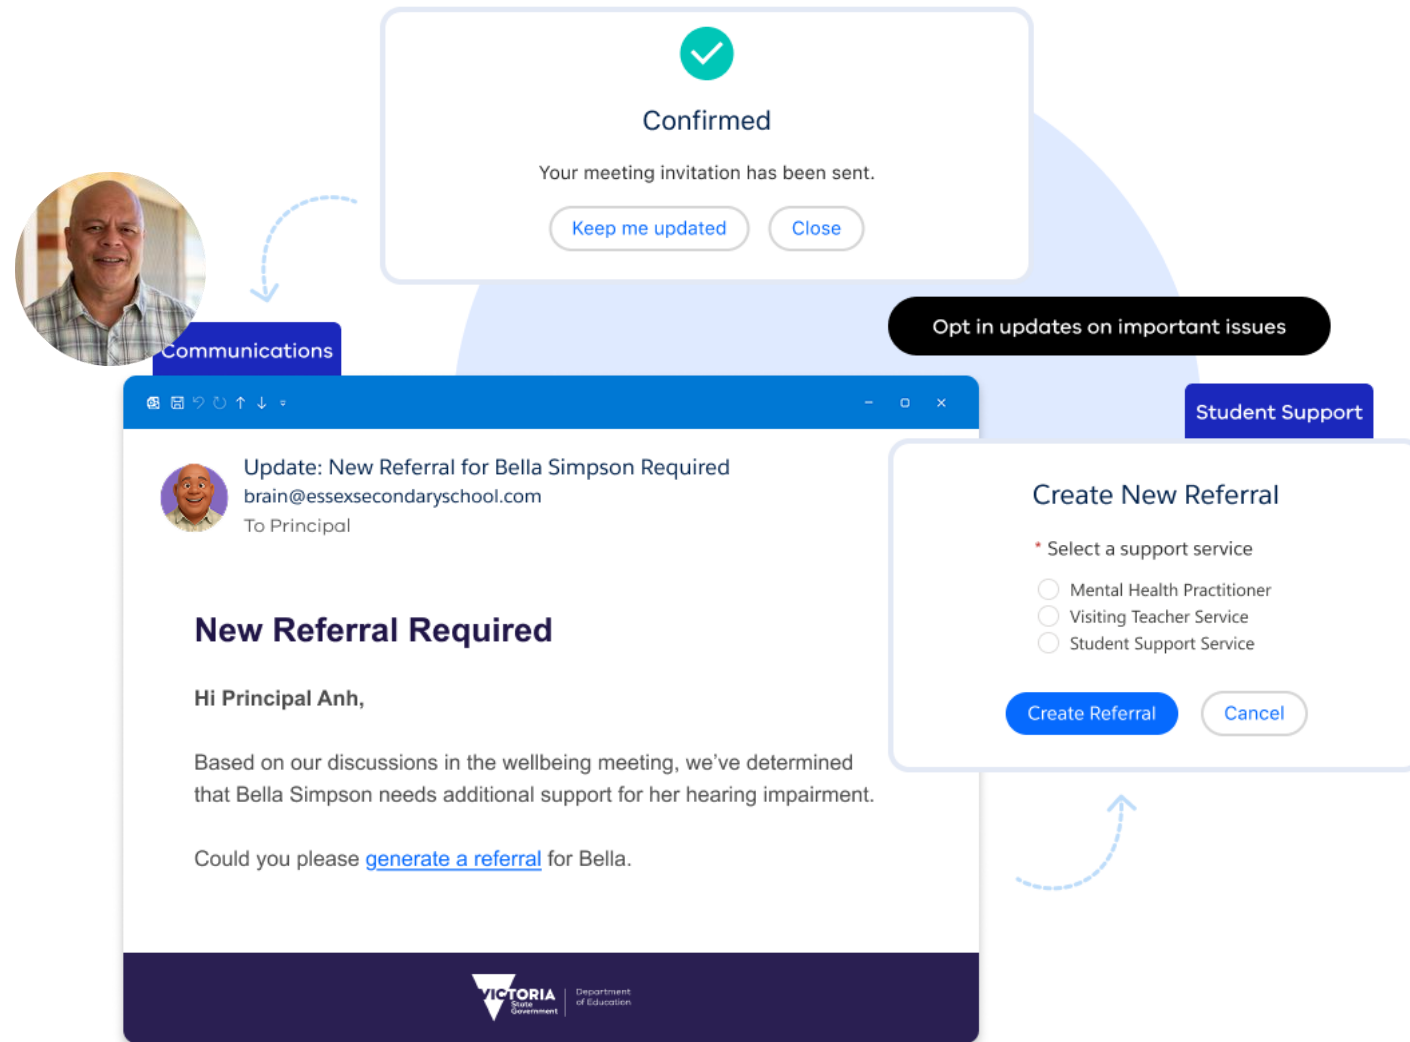 Confirmed
Your meeting invitation has been sent.
Keep me updated
Close
Communications
Opt in updates on important issues
Student Support
Update: New Referral for Bella Simpson Required
brain@essexsecondaryschool.com
To Principal
New Referral Required
Hi Principal Anh,
Based on our discussions in the wellbeing meeting, we've determined
that Bella Simpson needs additional support for her hearing impairment.
Could you please generate a referral for Bella.
Create New Referral
* Select a support service
Mental Health Practitioner
Visiting Teacher Service
Student Support Service
Create Referral
Cancel
VICTORIA
State
Government
Department
of Education